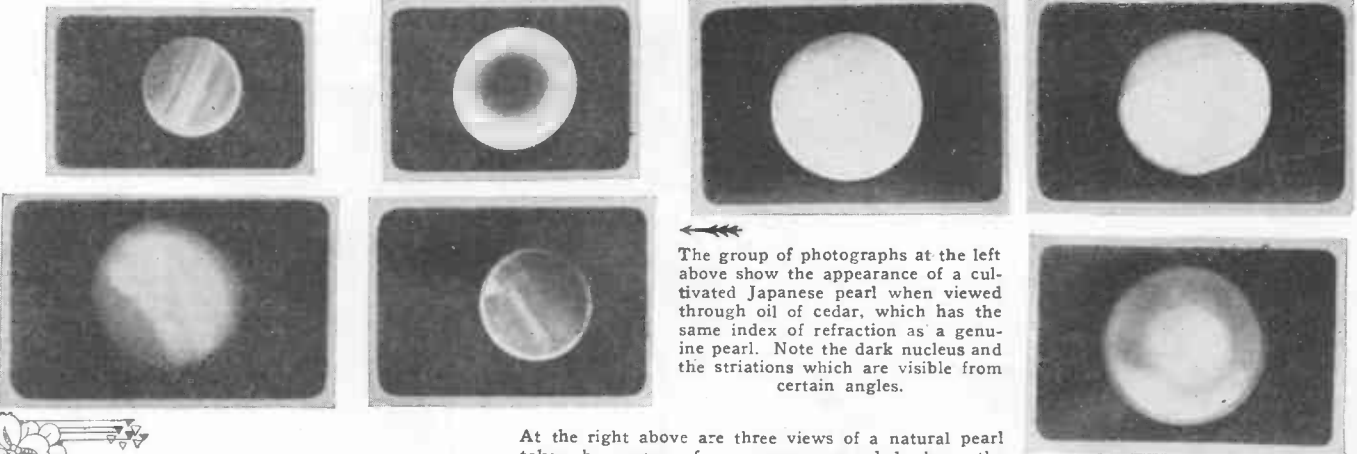 The group of photographs at the left
above show the appearance of a cul-
tivated Japanese pearl when viewed
through oil of cedar, which has the
same index of refraction as a genu-
ine pearl. Note the dark nucleus and
the striations which are visible from
certain angles.
At the right above are three views of a natural pearl